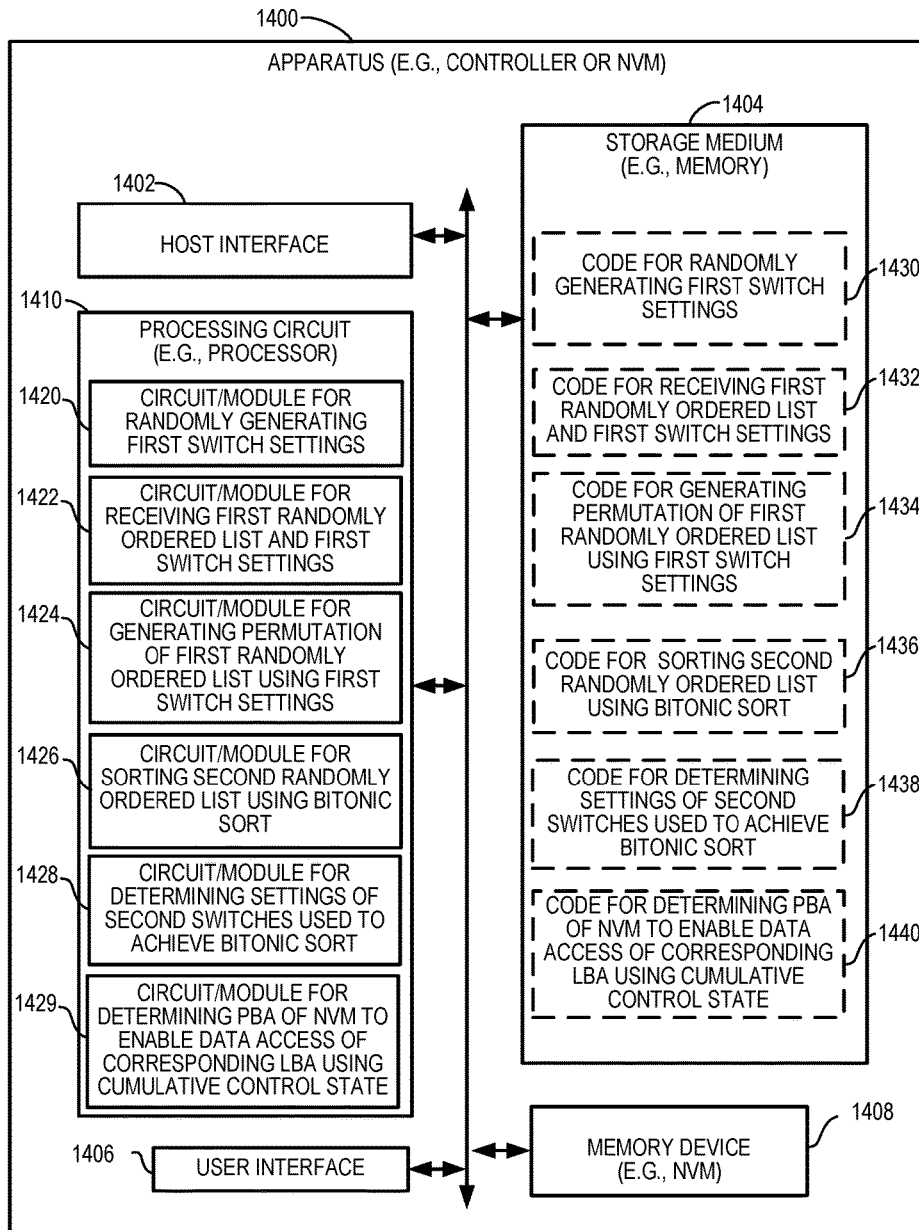 1400
APPARATUS (E.G., CONTROLLER OR NVM)
1404
STORAGE MEDIUM
(E.G., MEMORY)
1402
HOST INTERFACE
CODE FOR RANDOMLY
GENERATING FIRST SWITCH
SETTINGS
1430
1410
PROCESSING CIRCUIT
(E.G., PROCESSOR)
1420
CIRCUIT/MODULE FOR
RANDOMLY GENERATING
FIRST SWITCH SETTINGS
CODE FOR RECEIVING FIRST
RANDOMLY ORDERED LIST
AND FIRST SWITCH SETTINGS
1432
1422
CIRCUIT/MODULE FOR
RECEIVING FIRST RANDOMLY
ORDERED LIST AND FIRST
SWITCH SETTINGS
CODE FOR GENERATING
PERMUTATION OF FIRST
RANDOMLY ORDERED LIST
USING FIRST SWITCH
SETTINGS
1434
1424
CIRCUIT/MODULE FOR
GENERATING PERMUTATION
OF FIRST RANDOMLY
ORDERED LIST USING FIRST
SWITCH SETTINGS
CODE FOR SORTING SECOND
RANDOMLY ORDERED LIST
USING BITONIC SORT
1436
1426
CIRCUIT/MODULE FOR
SORTING SECOND RANDOMLY
ORDERED LIST USING BITONIC
SORT
CODE FOR DETERMINING
SETTINGS OF SECOND
SWITCHES USED TO ACHIEVE
BITONIC SORT
1438
1428
CIRCUIT/MODULE FOR
DETERMINING SETTINGS OF
SECOND SWITCHES USED TO
ACHIEVE BITONIC SORT
CODE FOR DETERMINING PBA
OF NVM TO ENABLE DATA
ACCESS OF CORRESPONDING
LBA USING CUMULATIVE
CONTROL STATE
1440
1429
CIRCUIT/MODULE FOR
DETERMINING PBA OF NVM TO
ENABLE DATA ACCESS OF
CORRESPONDING LBA USING
CUMULATIVE CONTROL STATE
1406
USER INTERFACE
MEMORY DEVICE
(E.G., NVM)
1408